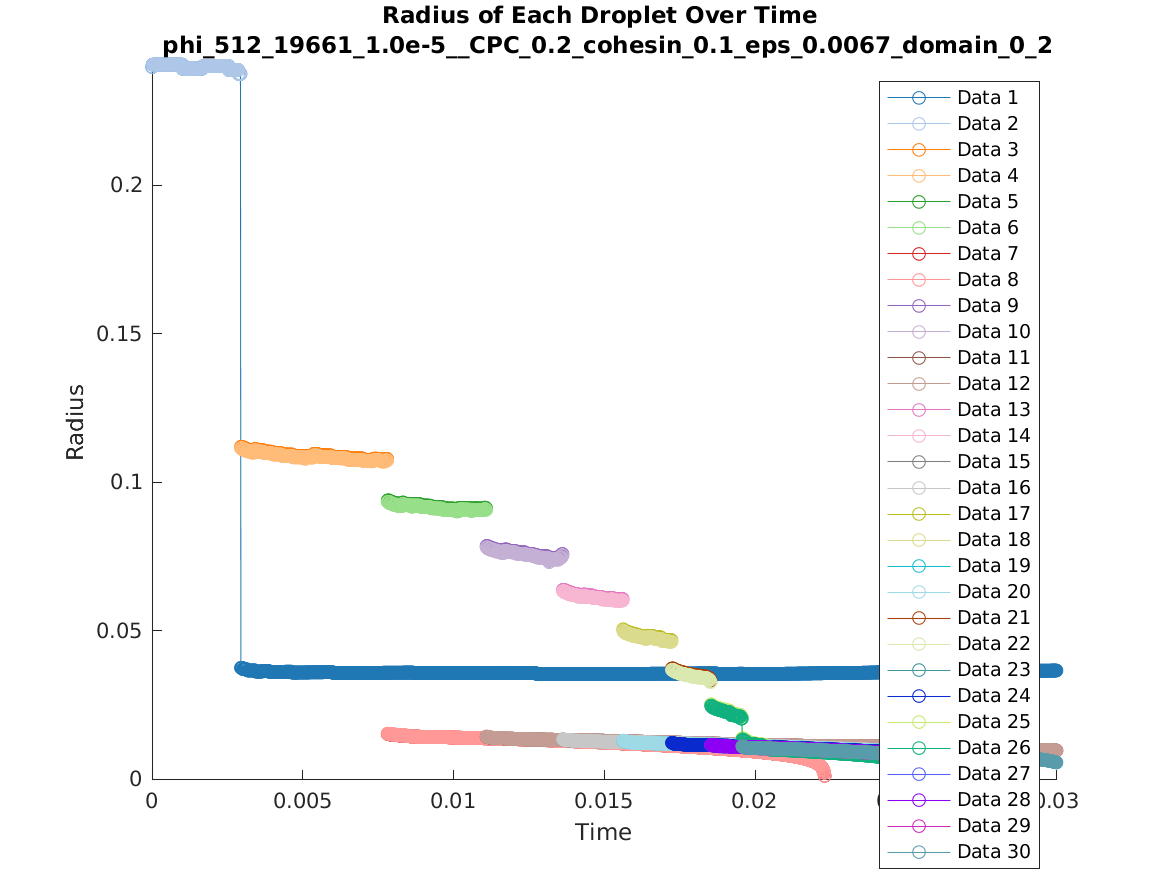 Radius of Each Droplet Over Time
phi_512_19661_1.0e-5__CPC_0.2_cohesin_0.1_eps_0.0067_domain_0_2
Radius
0.2
0.15
0.1
0.05
0
0
0.005
0.01
0.015
0.02
0.03
Time
Data 1
Data 2
Data 3
Data 4
Data 5
Data 6
Data 7
Data 8
Data 9
Data 10
Data 11
Data 12
Data 13
Data 14
Data 15
Data 16
Data 17
Data 18
Data 19
Data 20
Data 21
Data 22
Data 23
Data 24
Data 25
Data 26
Data 27
Data 28
Data 29
Data 30